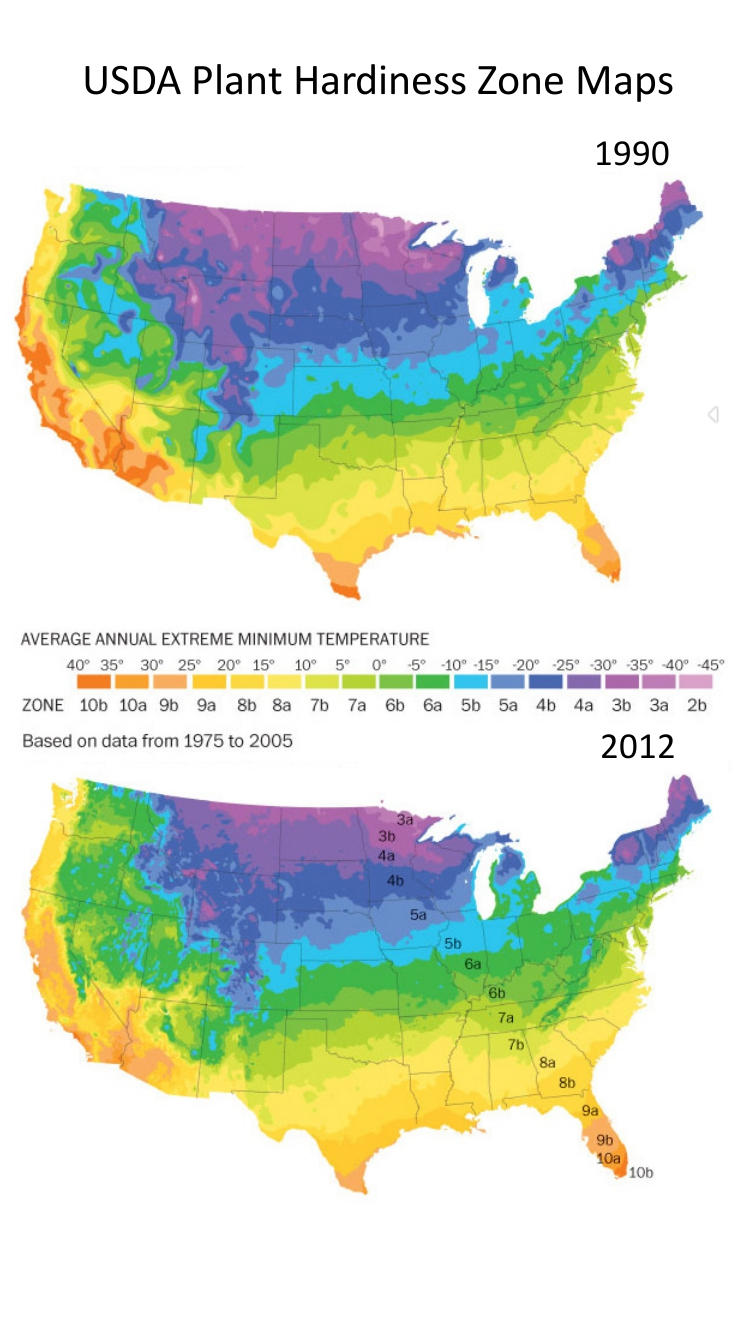 USDA Plant Hardiness Zone Maps
1990
AVERAGE ANNUAL EXTREME MINIMUM TEMPERATURE
40° 35° 30° 25° 20° 15° 10° 5° 0° -5° -10° -15° -20° -25° -30° -35° -40° -45°
ZONE 10b 10a 9b 9a 8b 8a 7b 7a 6b 6a 5b 5a 4b 4a 3b 3a 2b
Based on data from 1975 to 2005
2012
3a
3b
4a
4b
5a
5b
6a
6b
7a
7b
8a
8b
9a
9b
10a
10b